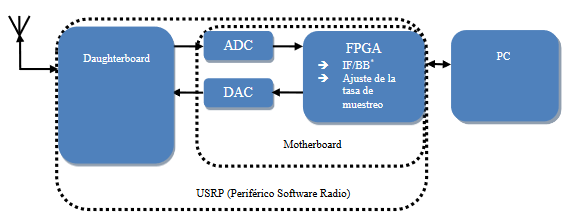 Daughterboard
ADC
DAC
FPGA
➔ IF/BB*
➔ Ajuste de la
tasa de
muestreo
PC
Motherboard
USRP (Periférico Software Radio)